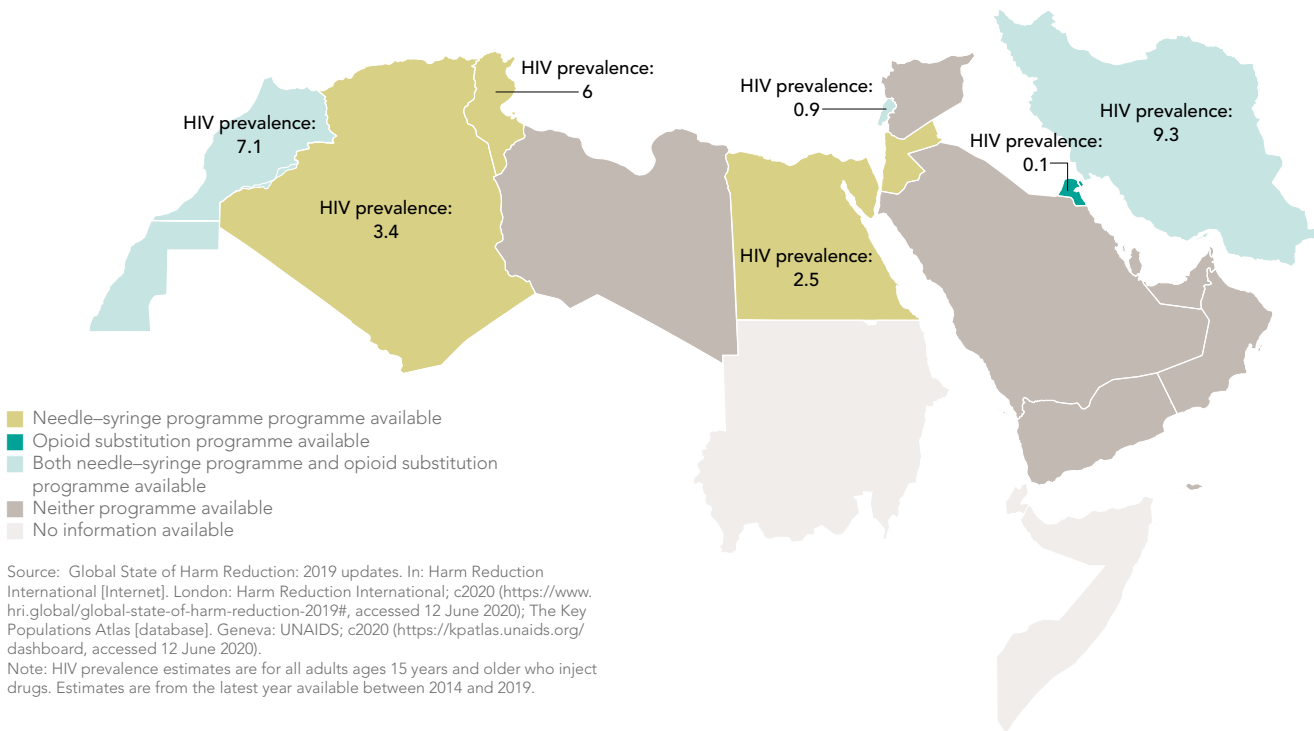 HIV prevalence:
6
HIV prevalence:
0.9
HIV prevalence:
9.3
HIV prevalence:
7.1
HIV prevalence:
0.1
HIV prevalence:
3.4
HIV prevalence:
2.5
Needle–syringe programme programme available
Opioid substitution programme available
Both needle–syringe programme and opioid substitution
programme available
Neither programme available
No information available
Source: Global State of Harm Reduction: 2019 updates. In: Harm Reduction
International [Internet]. London: Harm Reduction International; c2020 (https://www.
hri.global/global-state-of-harm-reduction-2019#, accessed 12 June 2020); The Key
Populations Atlas [database]. Geneva: UNAIDS; c2020 (https://kpatlas.unaids.org/
dashboard, accessed 12 June 2020).
Note: HIV prevalence estimates are for all adults ages 15 years and older who inject
drugs. Estimates are from the latest year available between 2014 and 2019.